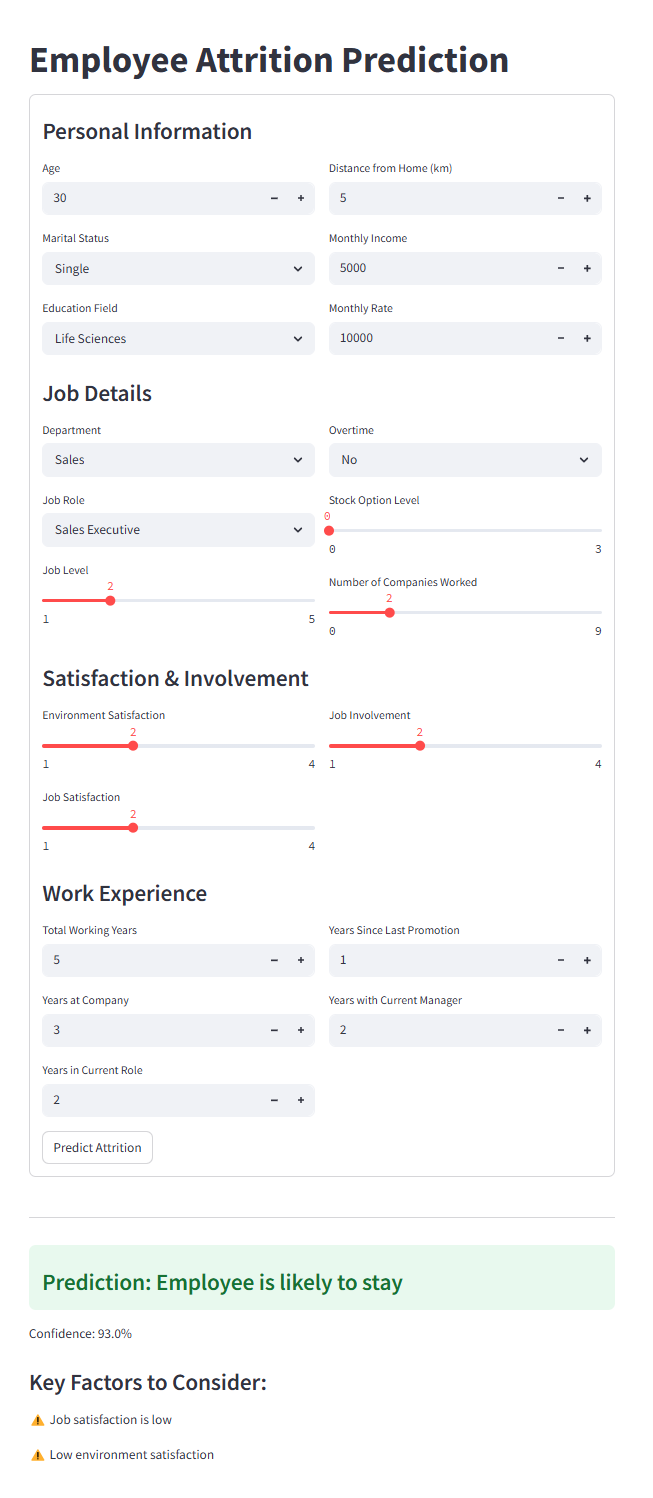 Employee Attrition Prediction
Personal Information
Age
Distance from Home (km)
30
5
Marital Status
Monthly Income
Single
5000
Education Field
Monthly Rate
Life Sciences
10000
Job Details
Department
Overtime
Sales
No
Job Role
Stock Option Level
Sales Executive
0
0 3
Job Level
2
1 5
Number of Companies Worked
2
0 9
Satisfaction & Involvement
Environment Satisfaction
2
1 4
Job Involvement
2
1 4
Job Satisfaction
2
1 4
Work Experience
Total Working Years
Years Since Last Promotion
5
1
Years at Company
Years with Current Manager
3
2
Years in Current Role
2
Predict Attrition
Prediction: Employee is likely to stay
Confidence: 93.0%
Key Factors to Consider:
⚠️ Job satisfaction is low
⚠️ Low environment satisfaction